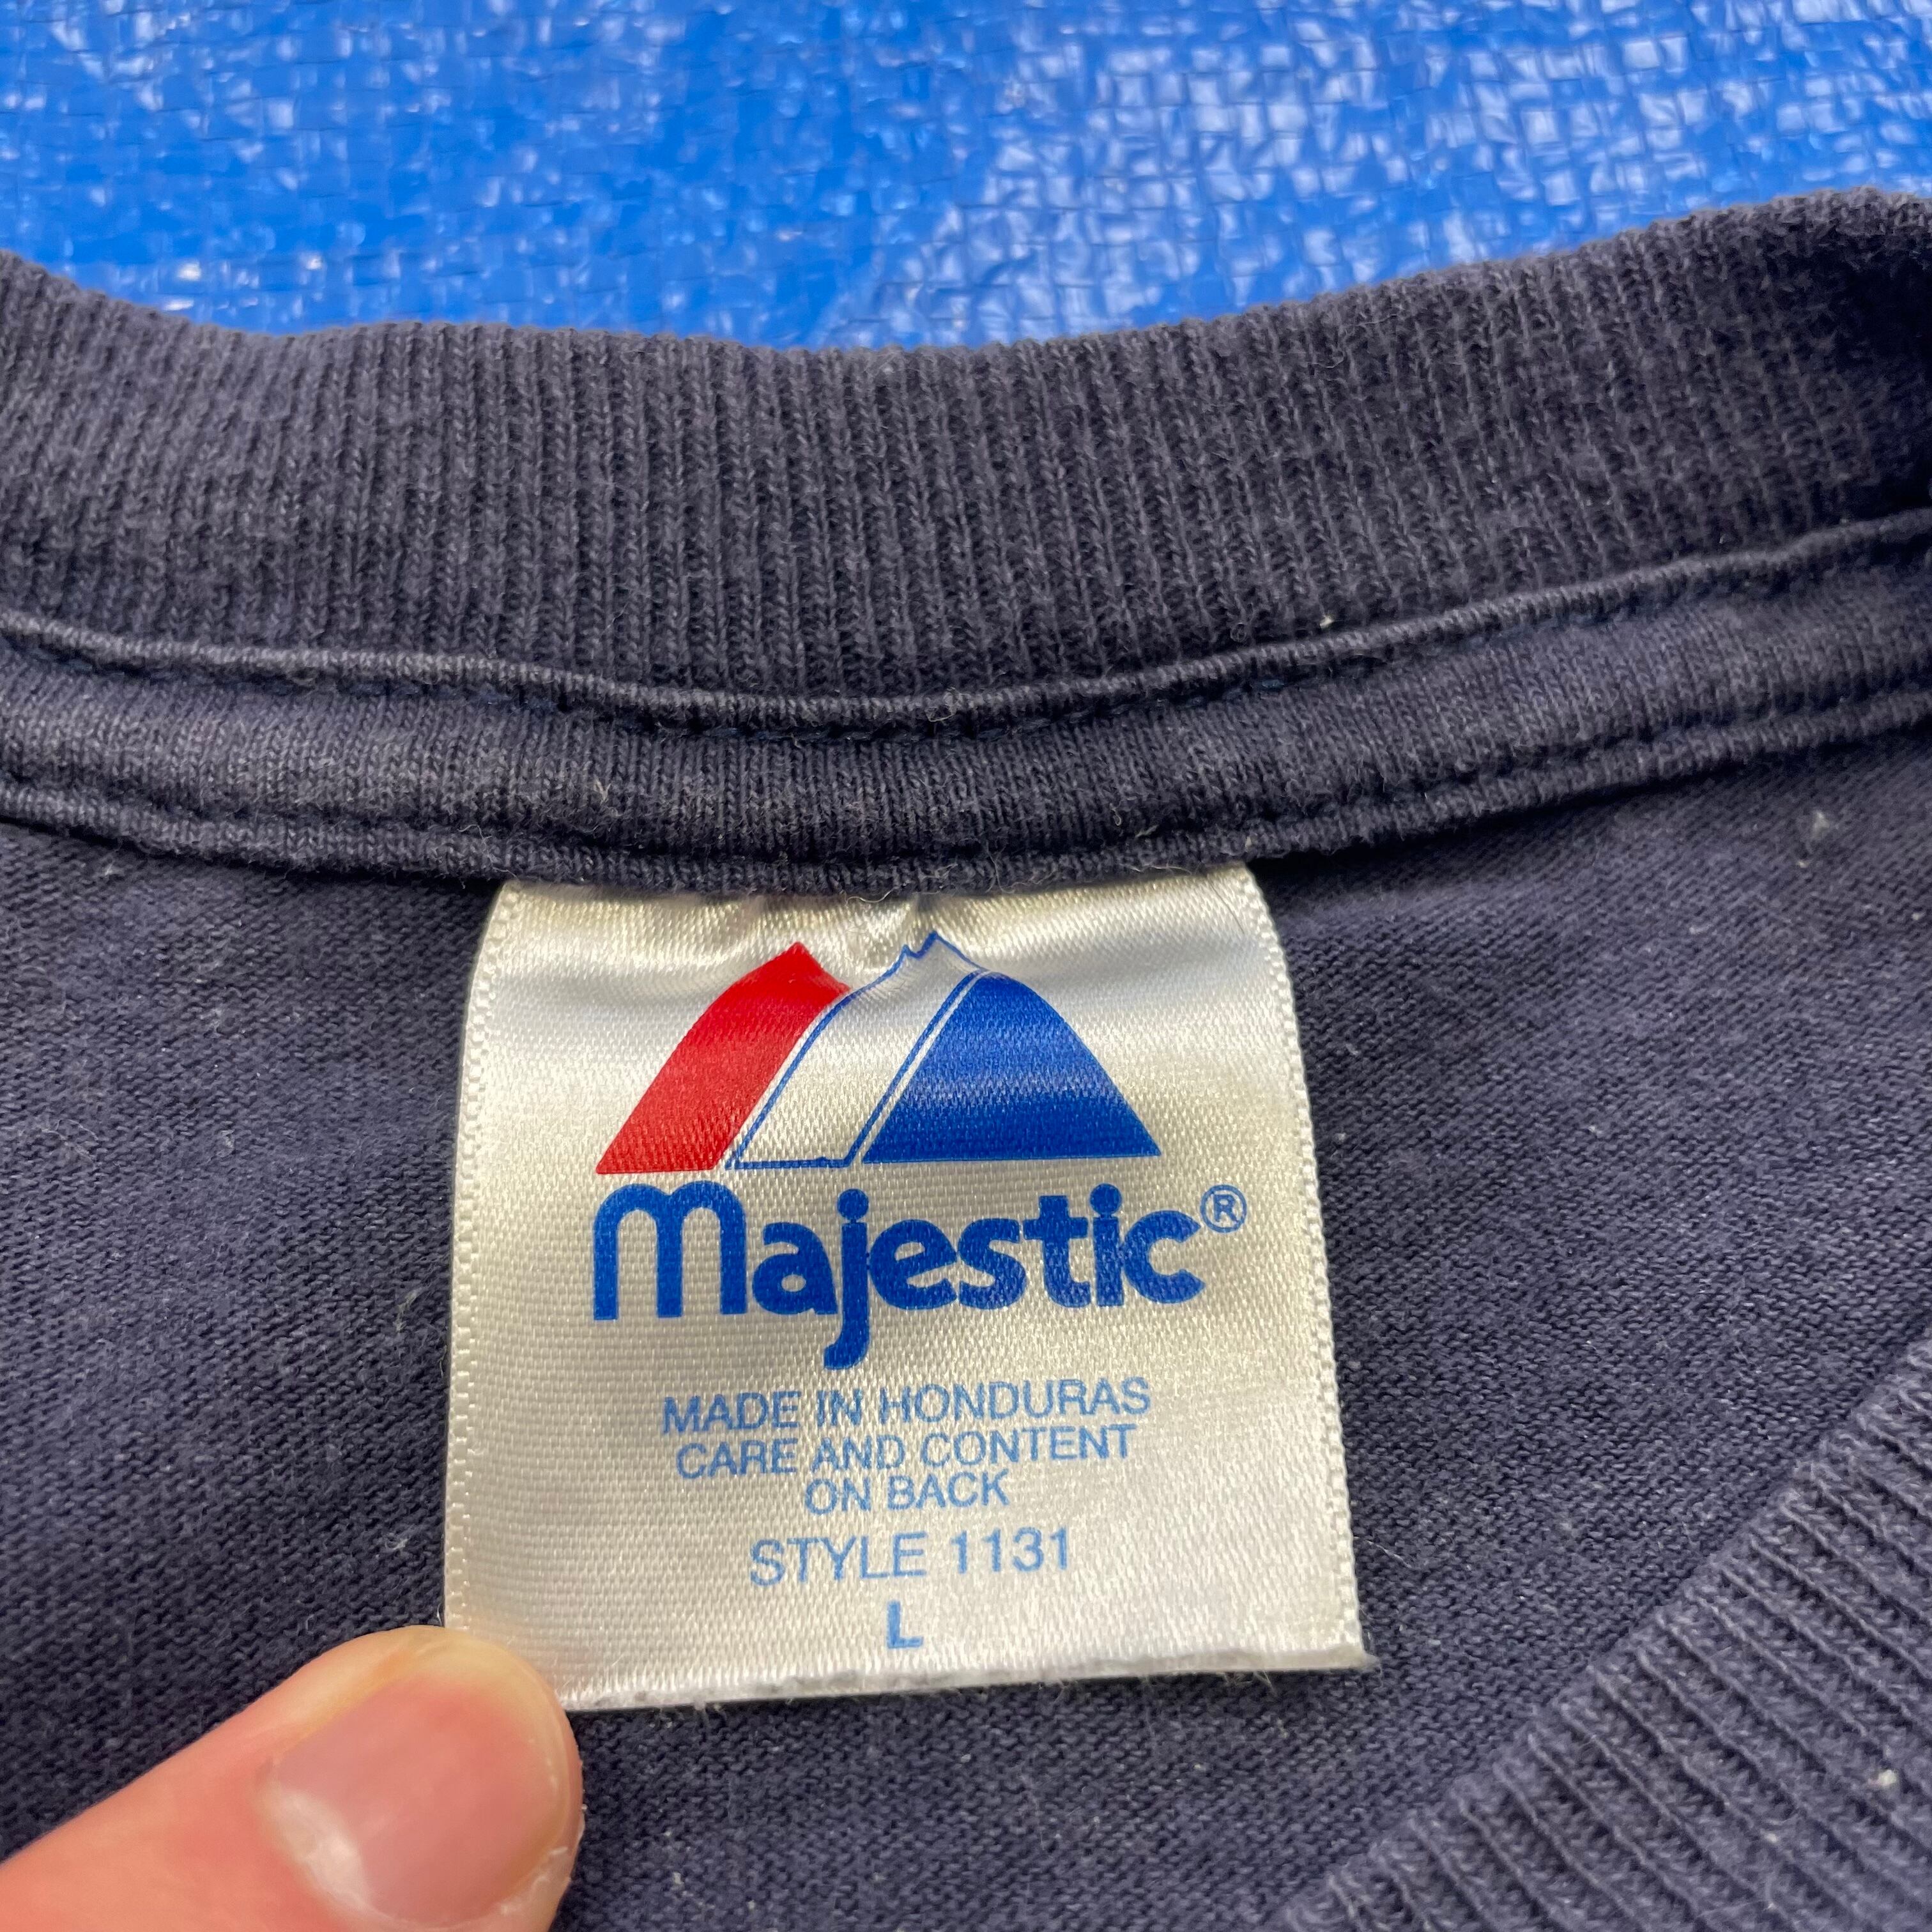 Majestic®
MADE IN HONDURAS
CARE AND CONTENT
ON BACK
STYLE 1131
L